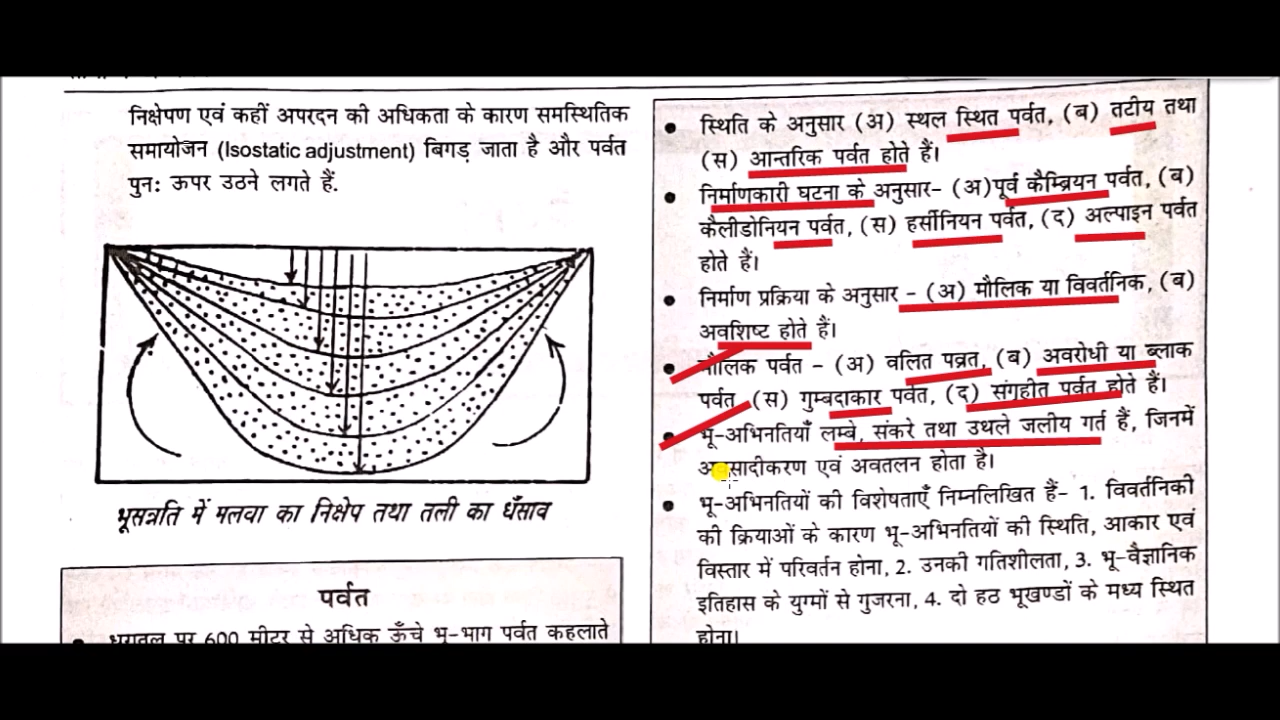 निक्षेपण एवं कहीं अपरदन की अधिकता के कारण समस्थितिक
समायोजन (Isostatic adjustment) बिगड़ जाता है और पर्वत
पुनः ऊपर उठने लगते हैं.
भूसन्नति में मलवा का निक्षेप तथा तली का धँसाव
पर्वत
धरातल पर 600 मीटर से अधिक ऊँचे भू-भाग पर्वत कहलाते
स्थिति के अनुसार (अ) स्थल स्थित पर्वत, (ब) तटीय तथा
(स) आन्तरिक पर्वत होते हैं।
निर्माणकारी घटना के अनुसार- (अ)पूर्व कैम्ब्रियन पर्वत, (ब)
कैलीडोनियन पर्वत, (स) हर्सीनियन पर्वत, (द) अल्पाइन पर्वत
होते हैं।
निर्माण प्रक्रिया के अनुसार - (अ) मौलिक या विवर्तनिक, (ब)
अवशिष्ट होते हैं।
मौलिक पर्वत - (अ) वलित पव्रत, (ब) अवरोधी या ब्लाक
पर्वत, (स) गुम्बदाकार पर्वत, (द) संगृहीत पर्वत होते हैं।
भू-अभिनतियाँ लम्बे, संकरे तथा उथले जलीय गर्त हैं, जिनमें
अवसादीकरण एवं अवतलन होता है।
भू-अभिनतियों की विशेषताएँ निम्नलिखित हैं- 1. विवर्तनिकी
की क्रियाओं के कारण भू-अभिनतियों की स्थिति, आकार एवं
विस्तार में परिवर्तन होना, 2. उनकी गतिशीलता, 3. भू-वैज्ञानिक
इतिहास के युग्मों से गुजरना, 4. दो हठ भूखण्डों के मध्य स्थित
होना।